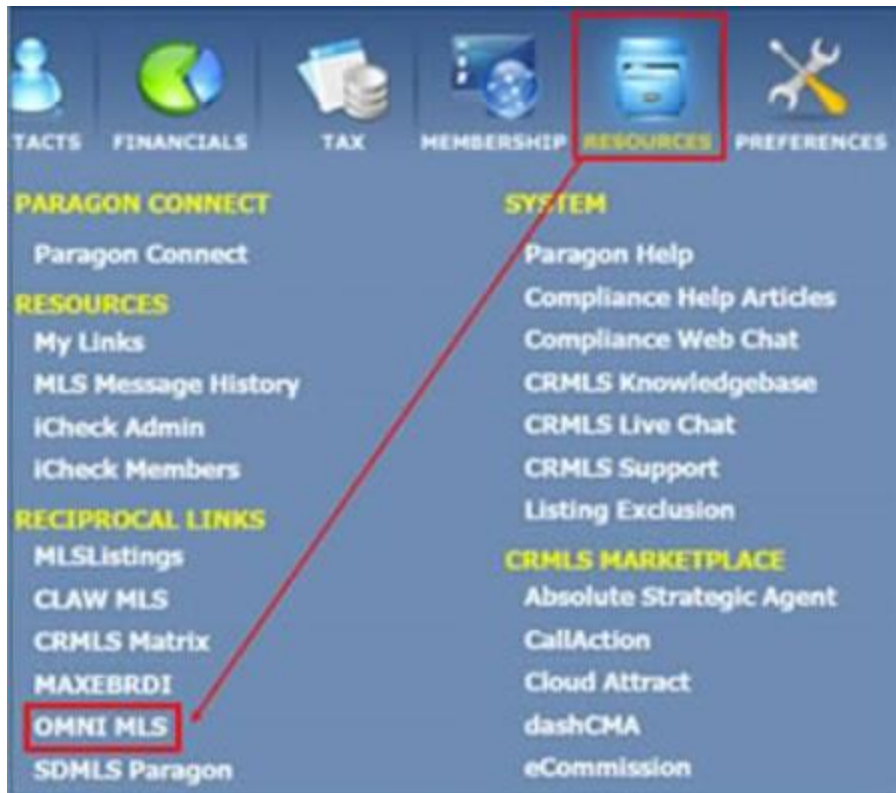 TACTS FINANCIALS TAX MEMBERSHIP RESOURCES PREFERENCES
PARAGON CONNECT
Paragon Connect
RESOURCES
My Links
MLS Message History
iCheck Admin
iCheck Members
RECIPROCAL LINKS
MLSListings
CLAW MLS
CRMLS Matrix
MAXEBRDI
OMNI MLS
SDMLS Paragon
SYSTEM
Paragon Help
Compliance Help Articles
Compliance Web Chat
CRMLS Knowledgebase
CRMLS Live Chat
CRMLS Support
Listing Exclusion
CRMLS MARKETPLACE
Absolute Strategic Agent
CallAction
Cloud Attract
dashCMA
eCommission